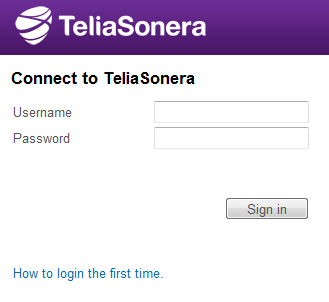 TeliaSonera
Connect to TeliaSonera
Username
Password
Sign in
How to login the first time.